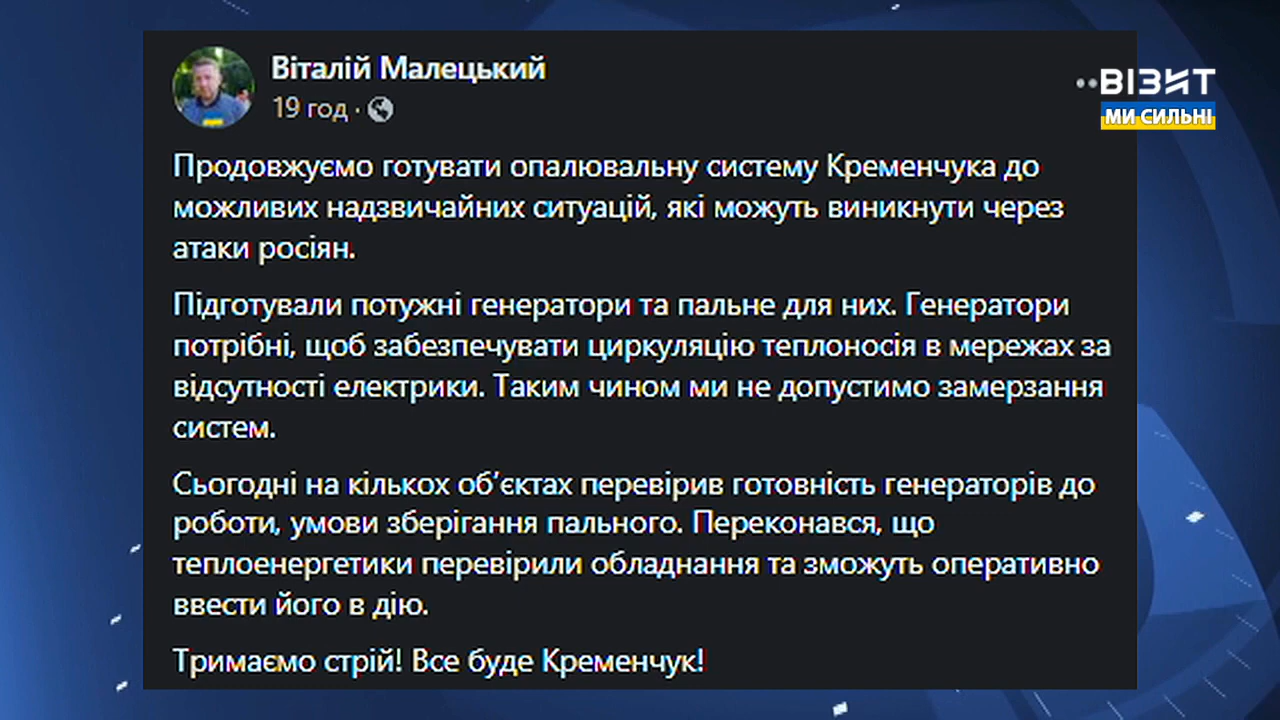 Віталій Малецький
19 год ·
ВІЗИТ
МИ СИЛЬНІ
Продовжуємо готувати опалювальну систему Кременчука до
можливих надзвичайних ситуацій, які можуть виникнути через
атаки росіян.
Підготували потужні генератори та пальне для них. Генератори
потрібні, щоб забезпечувати циркуляцію теплоносія в мережах за
відсутності електрики. Таким чином ми не допустимо замерзання
систем.
Сьогодні на кількох об’єктах перевірив готовність генераторів до
роботи, умови зберігання пального. Переконався, що
теплоенергетики перевірили обладнання та зможуть оперативно
ввести його в дію.
Тримаємо стрій! Все буде Кременчук!